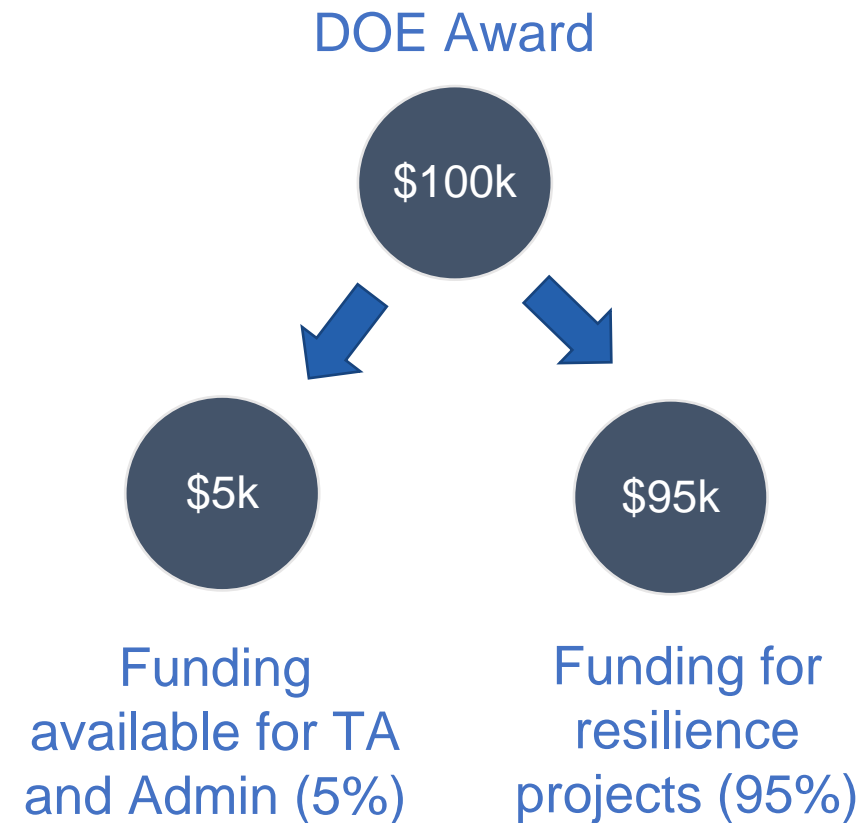 DOE Award
$100k
$5k
$95k
Funding
available for TA
and Admin (5%)
Funding for
resilience
projects (95%)